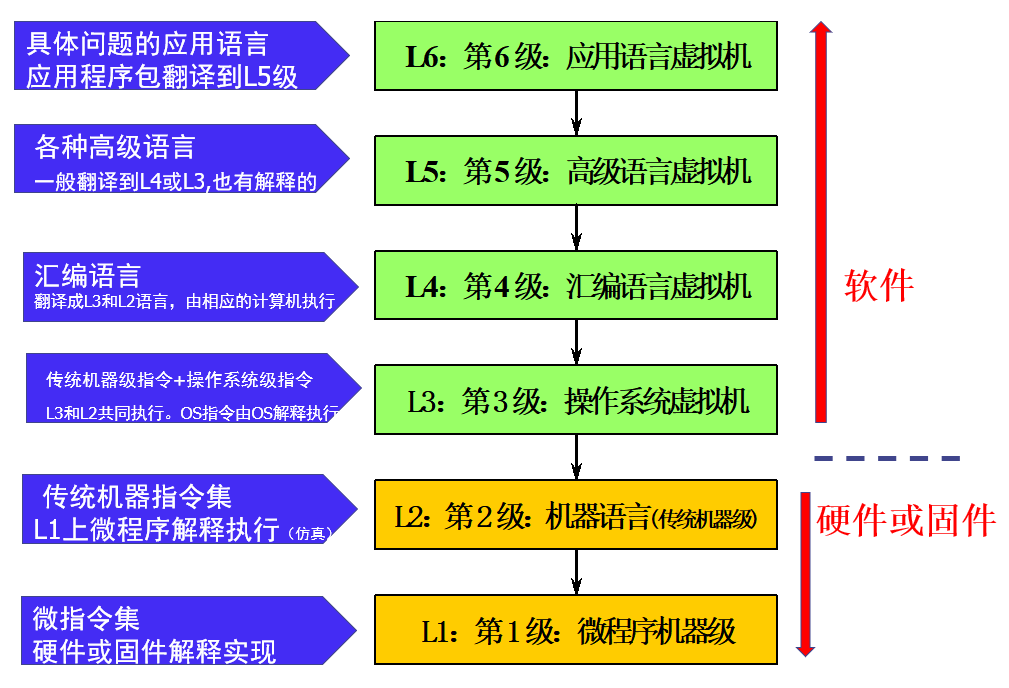 具体问题的应用语言
应用程序包翻译到L5级
L6：第6级：应用语言虚拟机
各种高级语言
一般翻译到L4或L3,也有解释的
L5：第5级：高级语言虚拟机
汇编语言
翻译成L3和L2语言，由相应的计算机执行
L4：第4级：汇编语言虚拟机
软件
传统机器级指令+操作系统级指令
L3和L2共同执行。OS指令由OS解释执行
L3：第3级：操作系统虚拟机
传统机器指令集
L1上微程序解释执行（仿真）
L2：第2级：机器语言(传统机器级)
硬件或固件
微指令集
硬件或固件解释实现
L1：第1级：微程序机器级